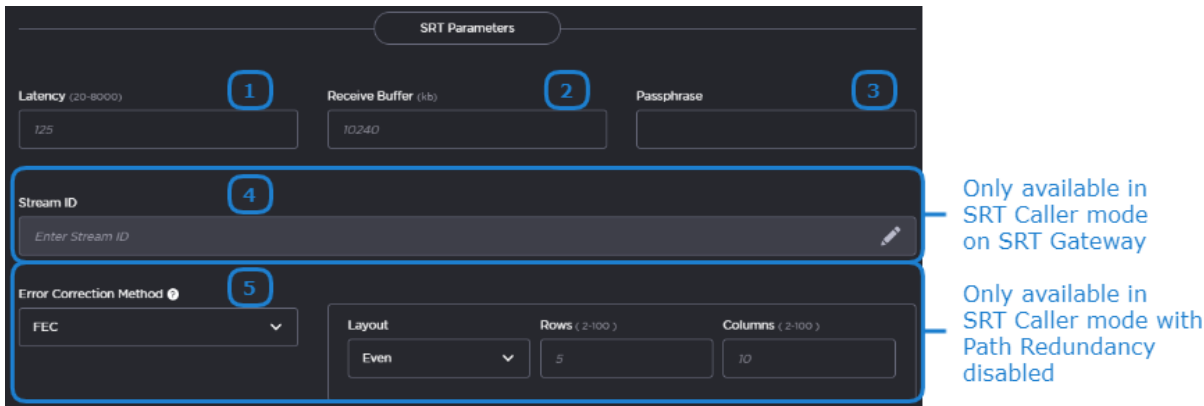 SRT Parameters
Latency (20-8000) 1
Receive Buffer (kb) 2
Passphrase 3
125
10240
Stream ID 4
Enter Stream ID
Only available in
SRT Caller mode
on SRT Gateway
Error Correction Method ? 5
FEC
Layout
Rows ( 2-100 )
Columns ( 2-100 )
Even
5
10
Only available in
SRT Caller mode with
Path Redundancy
disabled